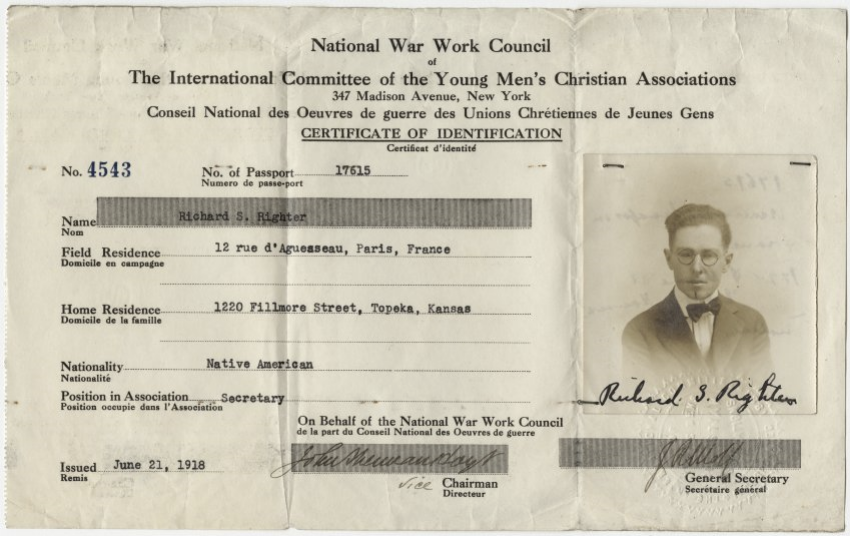 National War Work Council
of
The International Committee of the Young Men's Christian Associations
347 Madison Avenue, New York
Conseil National des Oeuvres de guerre des Unions Chrétiennes de Jeunes Gens
CERTIFICATE OF IDENTIFICATION
Certificat d'identité
No. 4543 No. of Passport 17615
Numero de passe-port
Name Richard S. Righter
Nom
Field Residence 12 rue d'Aguesseau, Paris, France
Domicile en campagne
Home Residence 1220 Fillmore Street, Topeka, Kansas
Domicile de la famille
Nationality Native American
Nationalité
Position in Association Secretary
Position occupie dans l'Association
Richard S. Righter
On Behalf of the National War Work Council
de la part du Conseil National des Oeuvres de guerre
Issued June 21, 1918
Remis
John Sherman Hoyt
vice Chairman
Directeur
J R Mott
General Secretary
Secrétaire général